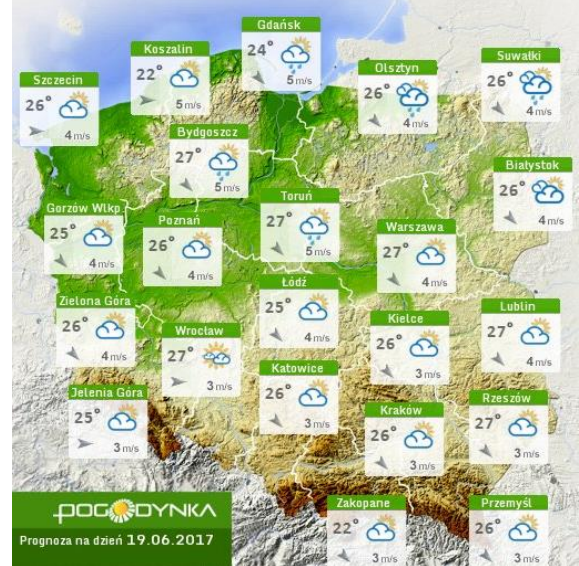 Gdańsk
24°
5 m/s
Koszalin
22°
5 m/s
Szczecin
26°
4 m/s
Olsztyn
26°
4 m/s
Suwałki
26°
4 m/s
Bydgoszcz
27°
5 m/s
Białystok
26°
4 m/s
Toruń
27°
5 m/s
Gorzów Wlkp
25°
4 m/s
Poznań
26°
4 m/s
Warszawa
27°
4 m/s
Łódź
25°
4 m/s
Zielona Góra
26°
4 m/s
Wrocław
27°
3 m/s
Kielce
26°
3 m/s
Lublin
27°
4 m/s
Katowice
26°
3 m/s
Jelenia Góra
25°
3 m/s
Kraków
26°
3 m/s
Rzeszów
27°
3 m/s
Zakopane
22°
3 m/s
Przemyśl
26°
3 m/s
POGODYNKA
Prognoza na dzień 19.06.2017